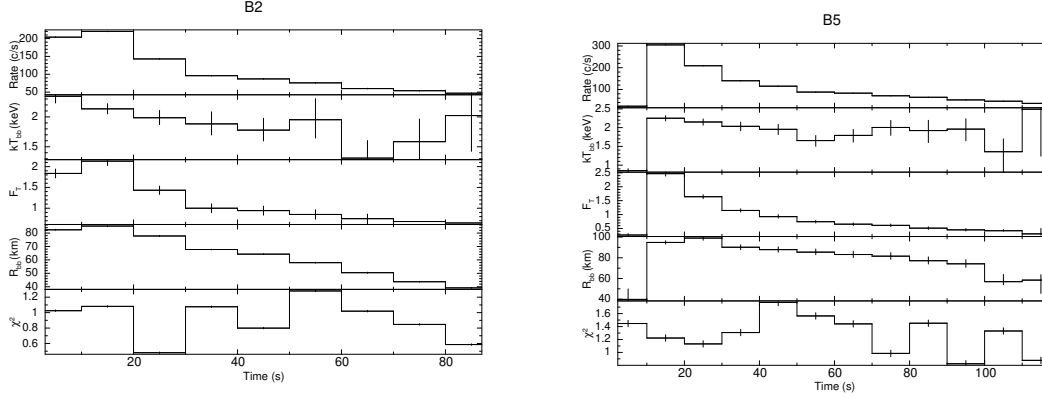 B2
200
150
100
50
Rate (c/s)
2
1.5
kT_bb (keV)
2
1.5
1
F_T
80
70
60
50
40
R_bb (km)
1.2
1
0.8
0.6
χ²
20 40 60 80
Time (s)
B5
300
200
100
Rate (c/s)
2.5
2
1.5
1
kT_bb (keV)
2.5
2
1.5
1
0.5
F_T
100
80
60
40
R_bb (km)
1.6
1.4
1.2
1
χ²
20 40 60 80 100
Time (s)